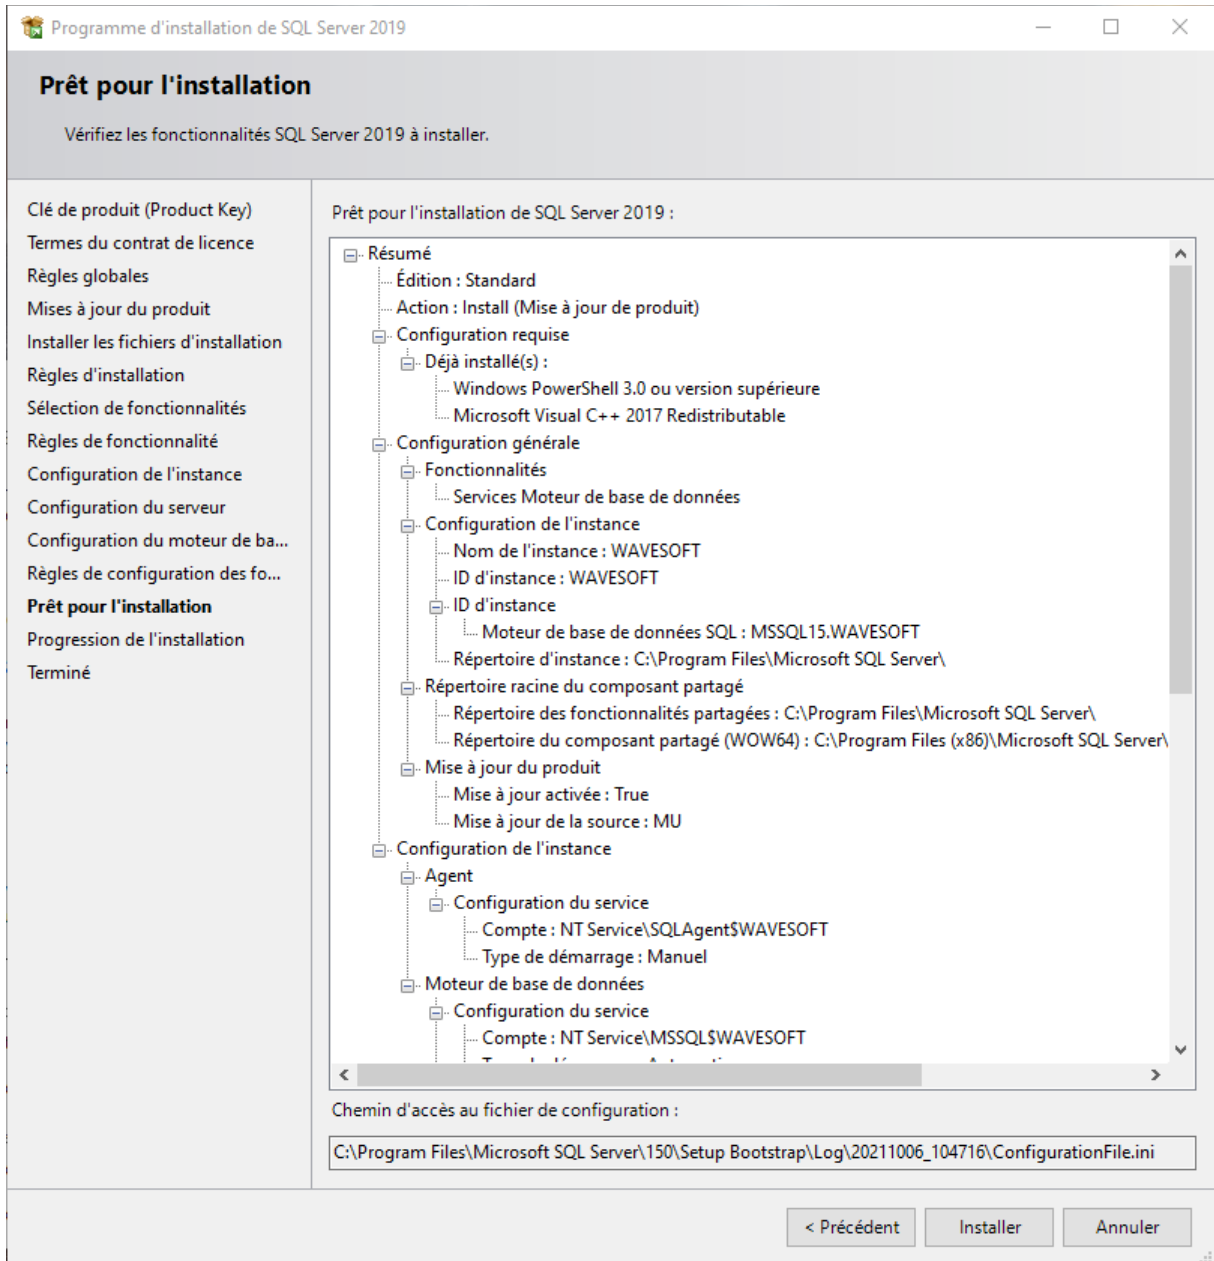 Programme d'installation de SQL Server 2019
Prêt pour l'installation
Vérifiez les fonctionnalités SQL Server 2019 à installer.
Clé de produit (Product Key)
Termes du contrat de licence
Règles globales
Mises à jour du produit
Installer les fichiers d'installation
Règles d'installation
Sélection de fonctionnalités
Règles de fonctionnalité
Configuration de l'instance
Configuration du serveur
Configuration du moteur de ba...
Règles de configuration des fo...
Prêt pour l'installation
Progression de l'installation
Terminé
Prêt pour l'installation de SQL Server 2019 :
Résumé
Édition : Standard
Action : Install (Mise à jour de produit)
Configuration requise
Déjà installé(s) :
Windows PowerShell 3.0 ou version supérieure
Microsoft Visual C++ 2017 Redistributable
Configuration générale
Fonctionnalités
Services Moteur de base de données
Configuration de l'instance
Nom de l'instance : WAVESOFT
ID d'instance : WAVESOFT
ID d'instance
Moteur de base de données SQL : MSSQL15.WAVESOFT
Répertoire d'instance : C:\Program Files\Microsoft SQL Server\
Répertoire racine du composant partagé
Répertoire des fonctionnalités partagées : C:\Program Files\Microsoft SQL Server\
Répertoire du composant partagé (WOW64) : C:\Program Files (x86)\Microsoft SQL Server\
Mise à jour du produit
Mise à jour activée : True
Mise à jour de la source : MU
Configuration de l'instance
Agent
Configuration du service
Compte : NT Service\SQLAgent$WAVESOFT
Type de démarrage : Manuel
Moteur de base de données
Configuration du service
Compte : NT Service\MSSQL$WAVESOFT
Chemin d'accès au fichier de configuration :
C:\Program Files\Microsoft SQL Server\150\Setup Bootstrap\Log\20211006_104716\ConfigurationFile.ini
< Précédent
Installer
Annuler